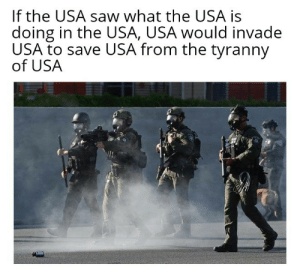 If the USA saw what the USA is
doing in the USA, USA would invade
USA to save USA from the tyranny
of USA